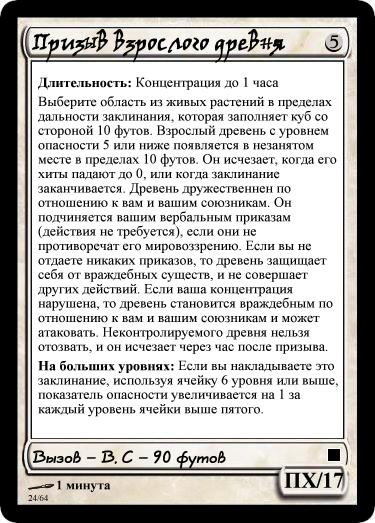 Призыв взрослого древня 5
Длительность: Концентрация до 1 часа
Выберите область из живых растений в пределах
дальности заклинания, которая заполняет куб со
стороной 10 футов. Взрослый древень с уровнем
опасности 5 или ниже появляется в незанятом
месте в пределах 10 футов. Он исчезает, когда его
хиты падают до 0, или когда заклинание
заканчивается. Древень дружественнен по
отношению к вам и вашим союзникам. Он
подчиняется вашим вербальным приказам
(действия не требуется), если они не
противоречат его мировоззрению. Если вы не
отдаете никаких приказов, то древень защищает
себя от враждебных существ, и не совершает
других действий. Если ваша концентрация
нарушена, то древень становится враждебным по
отношению к вам и вашим союзникам и может
атаковать. Неконтролируемого древня нельзя
отозвать, и он исчезает через час после призыва.
На больших уровнях: Если вы накладываете это
заклинание, используя ячейку 6 уровня или выше,
показатель опасности увеличивается на 1 за
каждый уровень ячейки выше пятого.
Вызов – В, С – 90 футов
ПХ/17
1 минута
24/64